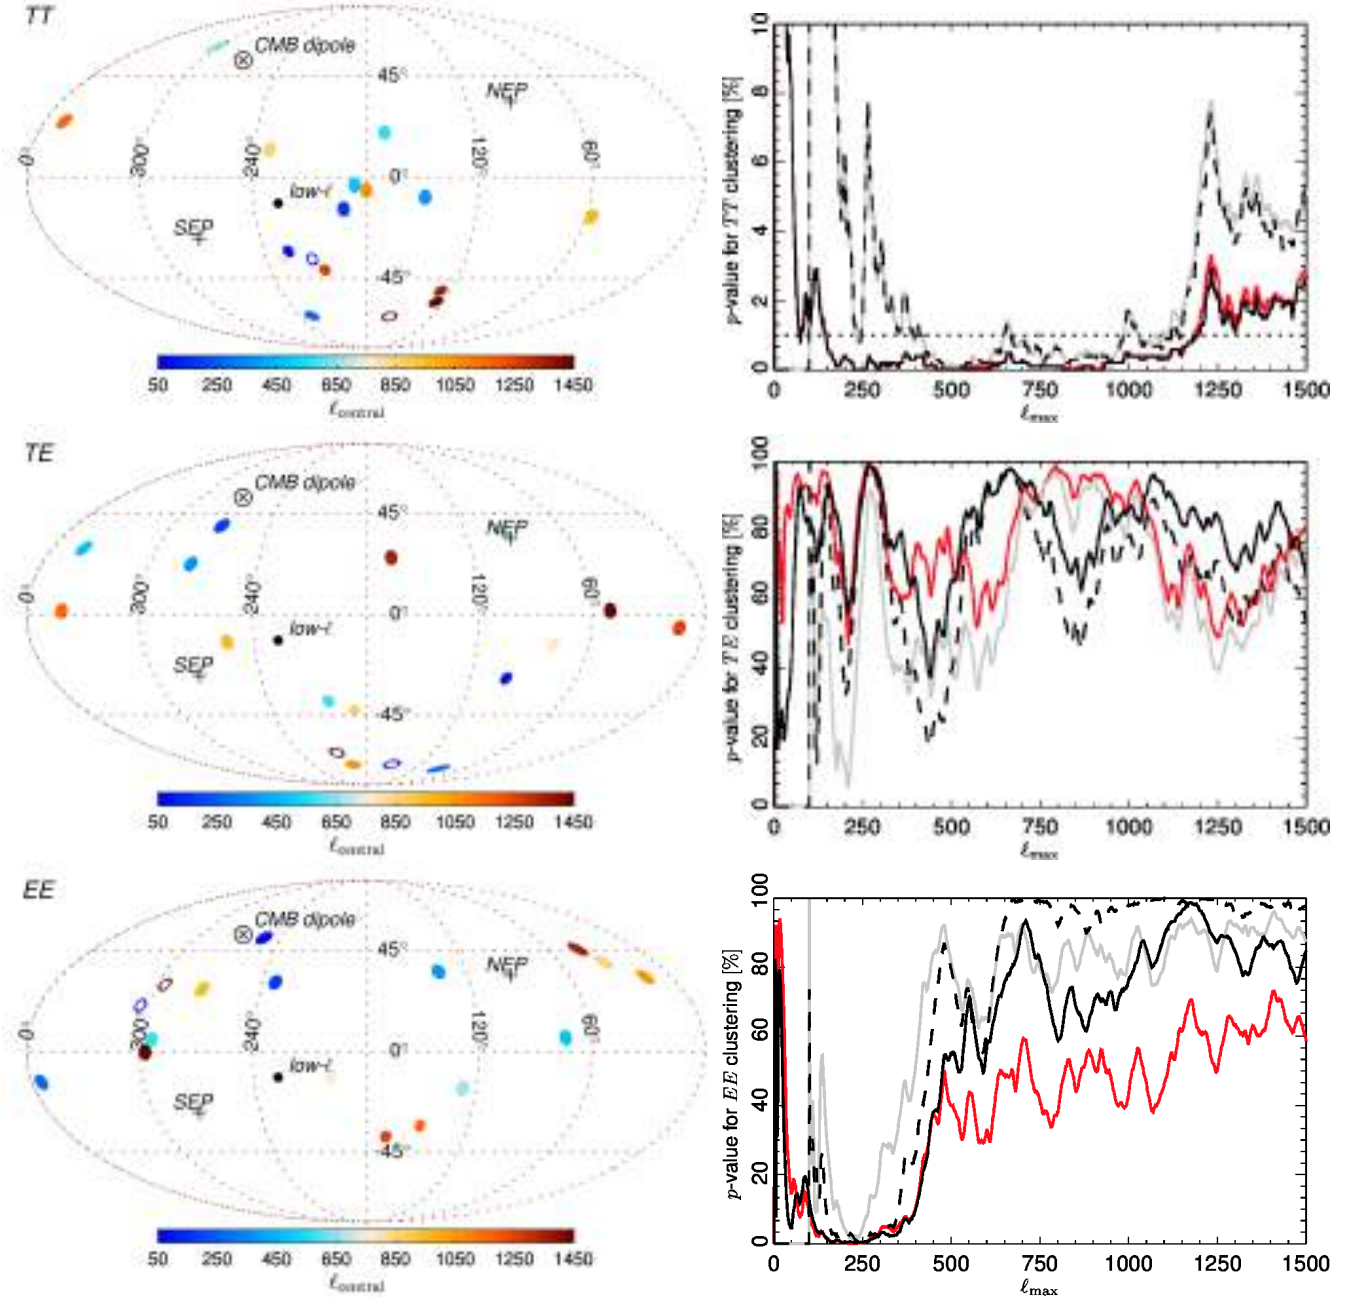 TT
CMB dipole
45°
NEP
0°
300°
240°
120°
60°
0°
low-ℓ
SEP
-45°
50 250 450 650 850 1050 1250 1450
ℓcentral
p-value for TT clustering [%]
10
8
6
4
2
0
0 250 500 750 1000 1250 1500
ℓmax
TE
CMB dipole
45°
NEP
0°
300°
240°
120°
60°
0°
low-ℓ
SEP
-45°
50 250 450 650 850 1050 1250 1450
ℓcentral
p-value for TE clustering [%]
100
80
60
40
20
0
0 250 500 750 1000 1250 1500
ℓmax
EE
CMB dipole
45°
NEP
0°
300°
240°
120°
60°
0°
low-ℓ
SEP
-45°
50 250 450 650 850 1050 1250 1450
ℓcentral
p-value for EE clustering [%]
100
80
60
40
20
0
0 250 500 750 1000 1250 1500
ℓmax